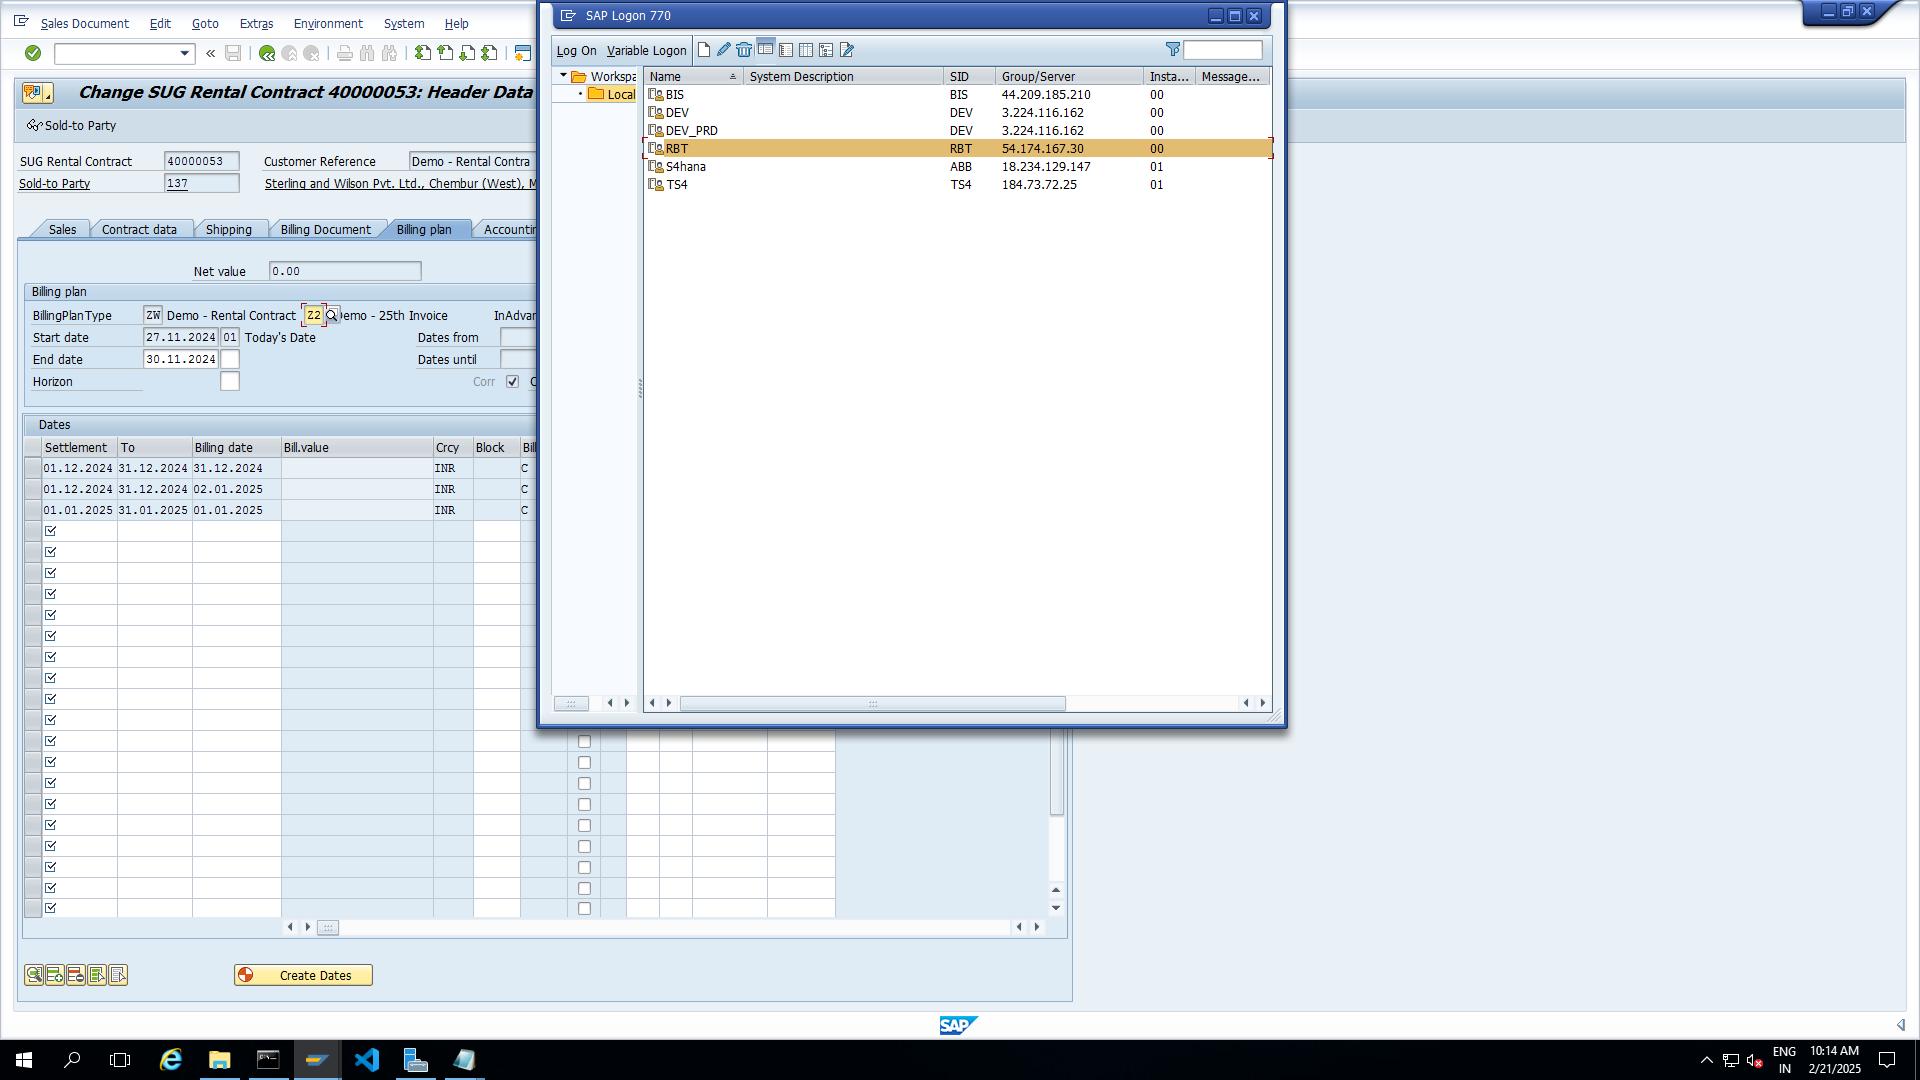 Sales Document Edit Goto Extras Environment System Help
SAP Logon 770
Log On Variable Logon
Workspa
Local
Name System Description SID Group/Server Insta... Message...
BIS BIS 44.209.185.210 00
DEV DEV 3.224.116.162 00
DEV_PRD DEV 3.224.116.162 00
RBT RBT 54.174.167.30 00
S4hana ABB 18.234.129.147 01
TS4 TS4 184.73.72.25 01
Change SUG Rental Contract 40000053: Header Data
Sold-to Party
SUG Rental Contract 40000053 Customer Reference Demo - Rental Contra
Sold-to Party 137 Sterling and Wilson Pvt. Ltd., Chembur (West), M
Sales Contract data Shipping Billing Document Billing plan Accountin
Net value 0.00
Billing plan
BillingPlanType ZW Demo - Rental Contract Z2 emo - 25th Invoice InAdvar
Start date 27.11.2024 01 Today's Date Dates from
End date 30.11.2024 Dates until
Horizon Corr
Dates
Settlement To Billing date Bill.value Crcy Block Bill
01.12.2024 31.12.2024 31.12.2024 INR C
01.12.2024 31.12.2024 02.01.2025 INR C
01.01.2025 31.01.2025 01.01.2025 INR C
Create Dates
SAP
ENG 10:14 AM
IN 2/21/2025